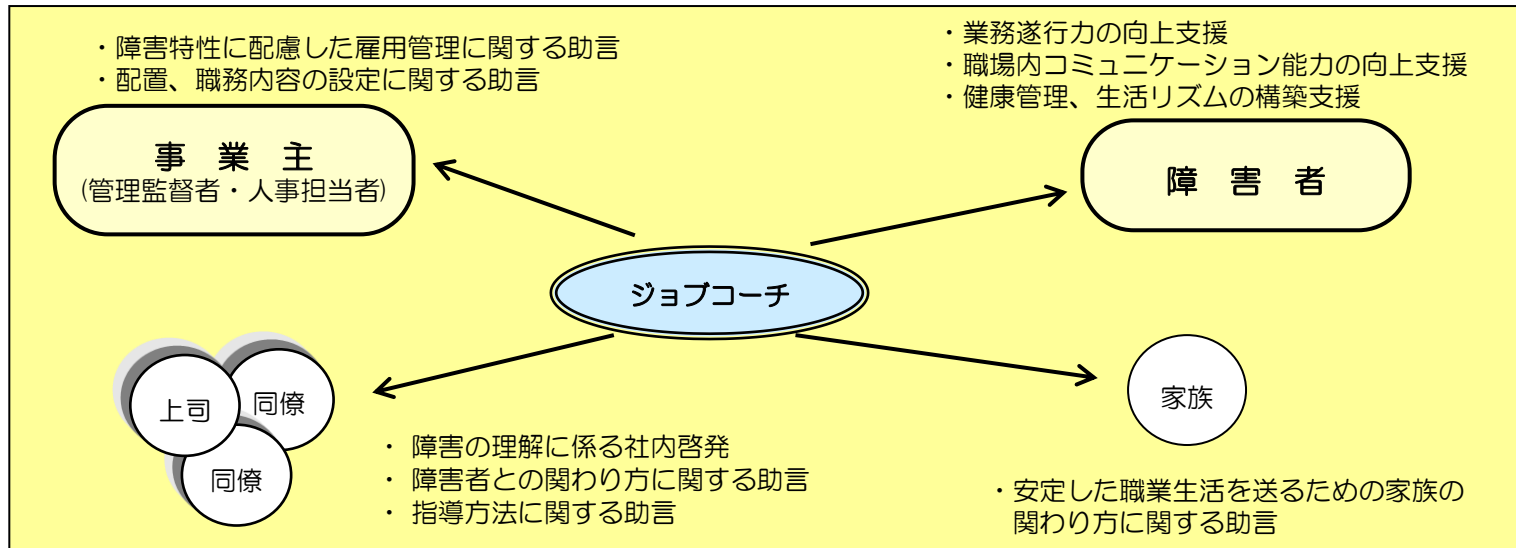 ・障害特性に配慮した雇用管理に関する助言
・配置、職務内容の設定に関する助言
事 業 主
(管理監督者・人事担当者)
・業務遂行力の向上支援
・職場内コミュニケーション能力の向上支援
・健康管理、生活リズムの構築支援
障 害 者
ジョブコーチ
上司
同僚
同僚
・ 障害の理解に係る社内啓発
・ 障害者との関わり方に関する助言
・ 指導方法に関する助言
家族
・安定した職業生活を送るための家族の
関わり方に関する助言